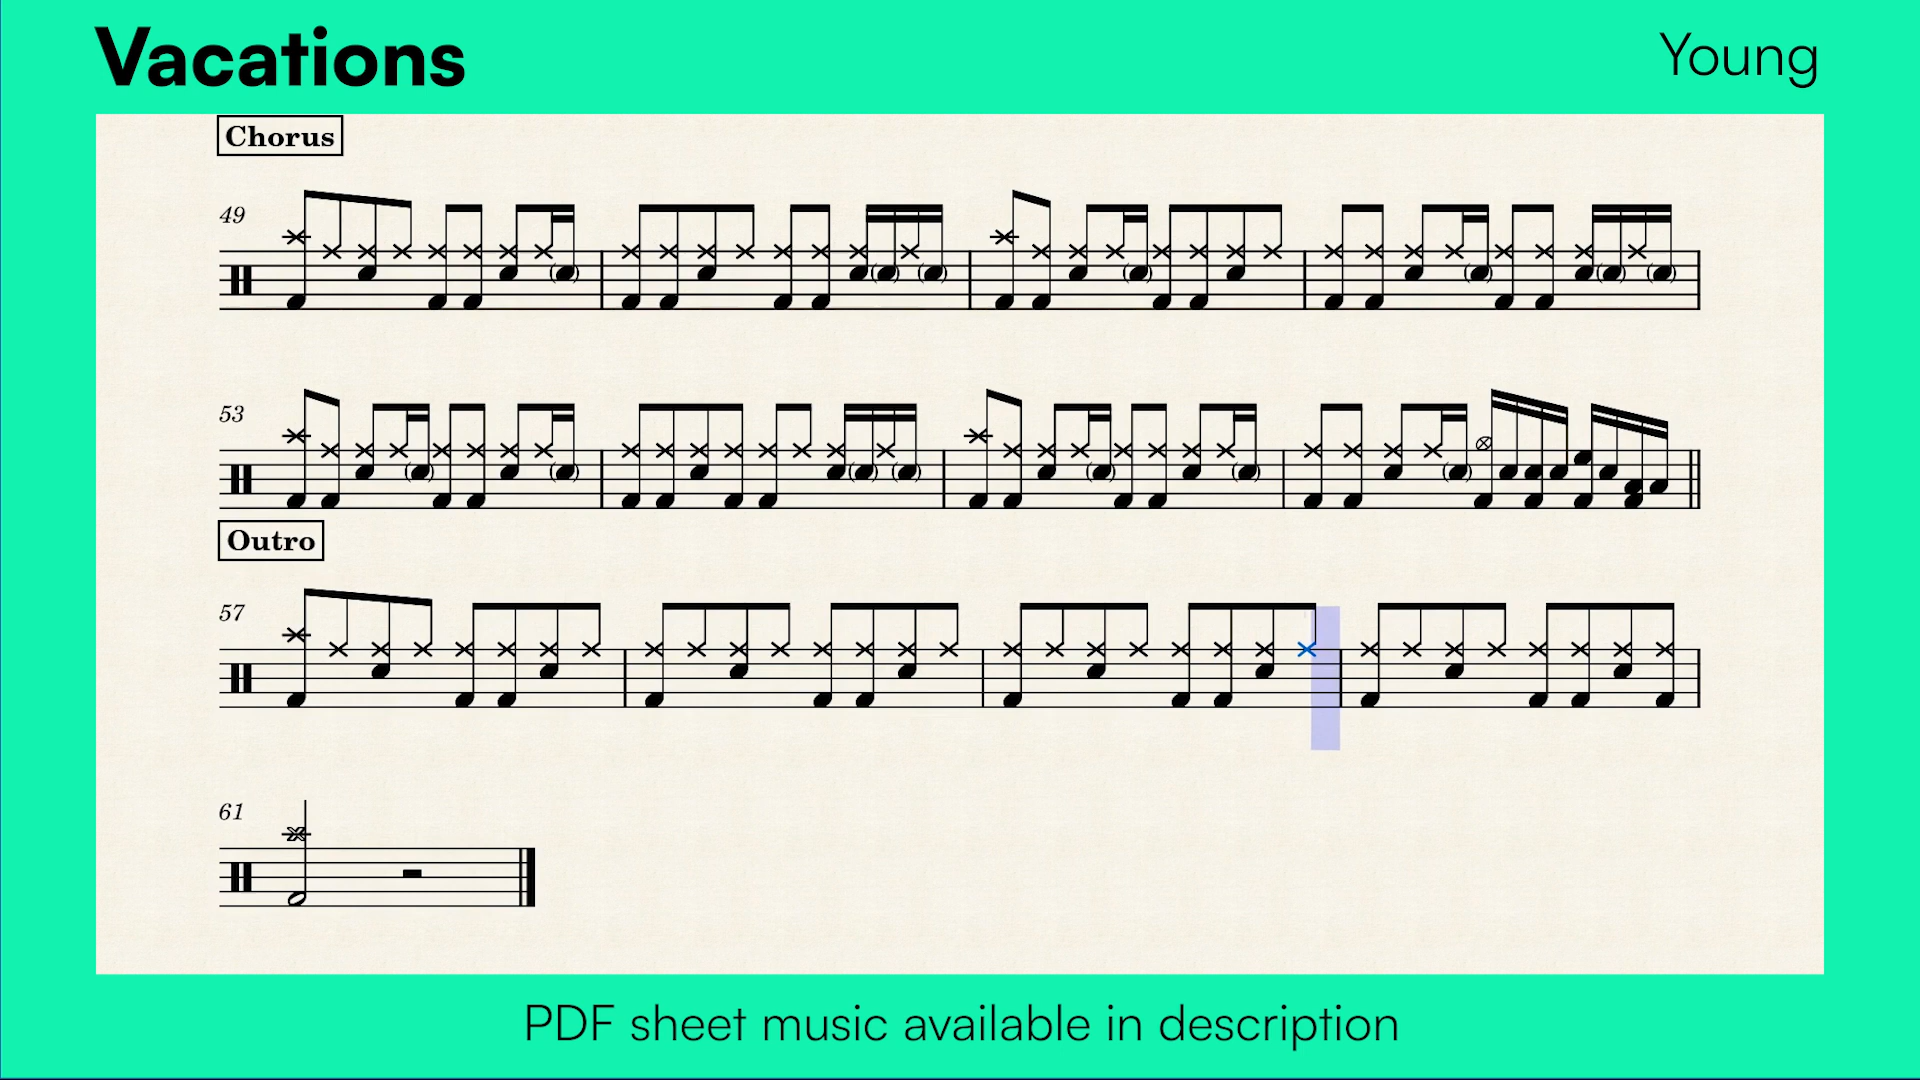 Vacations
Young
Chorus
49
53
Outro
57
61
PDF sheet music available in description